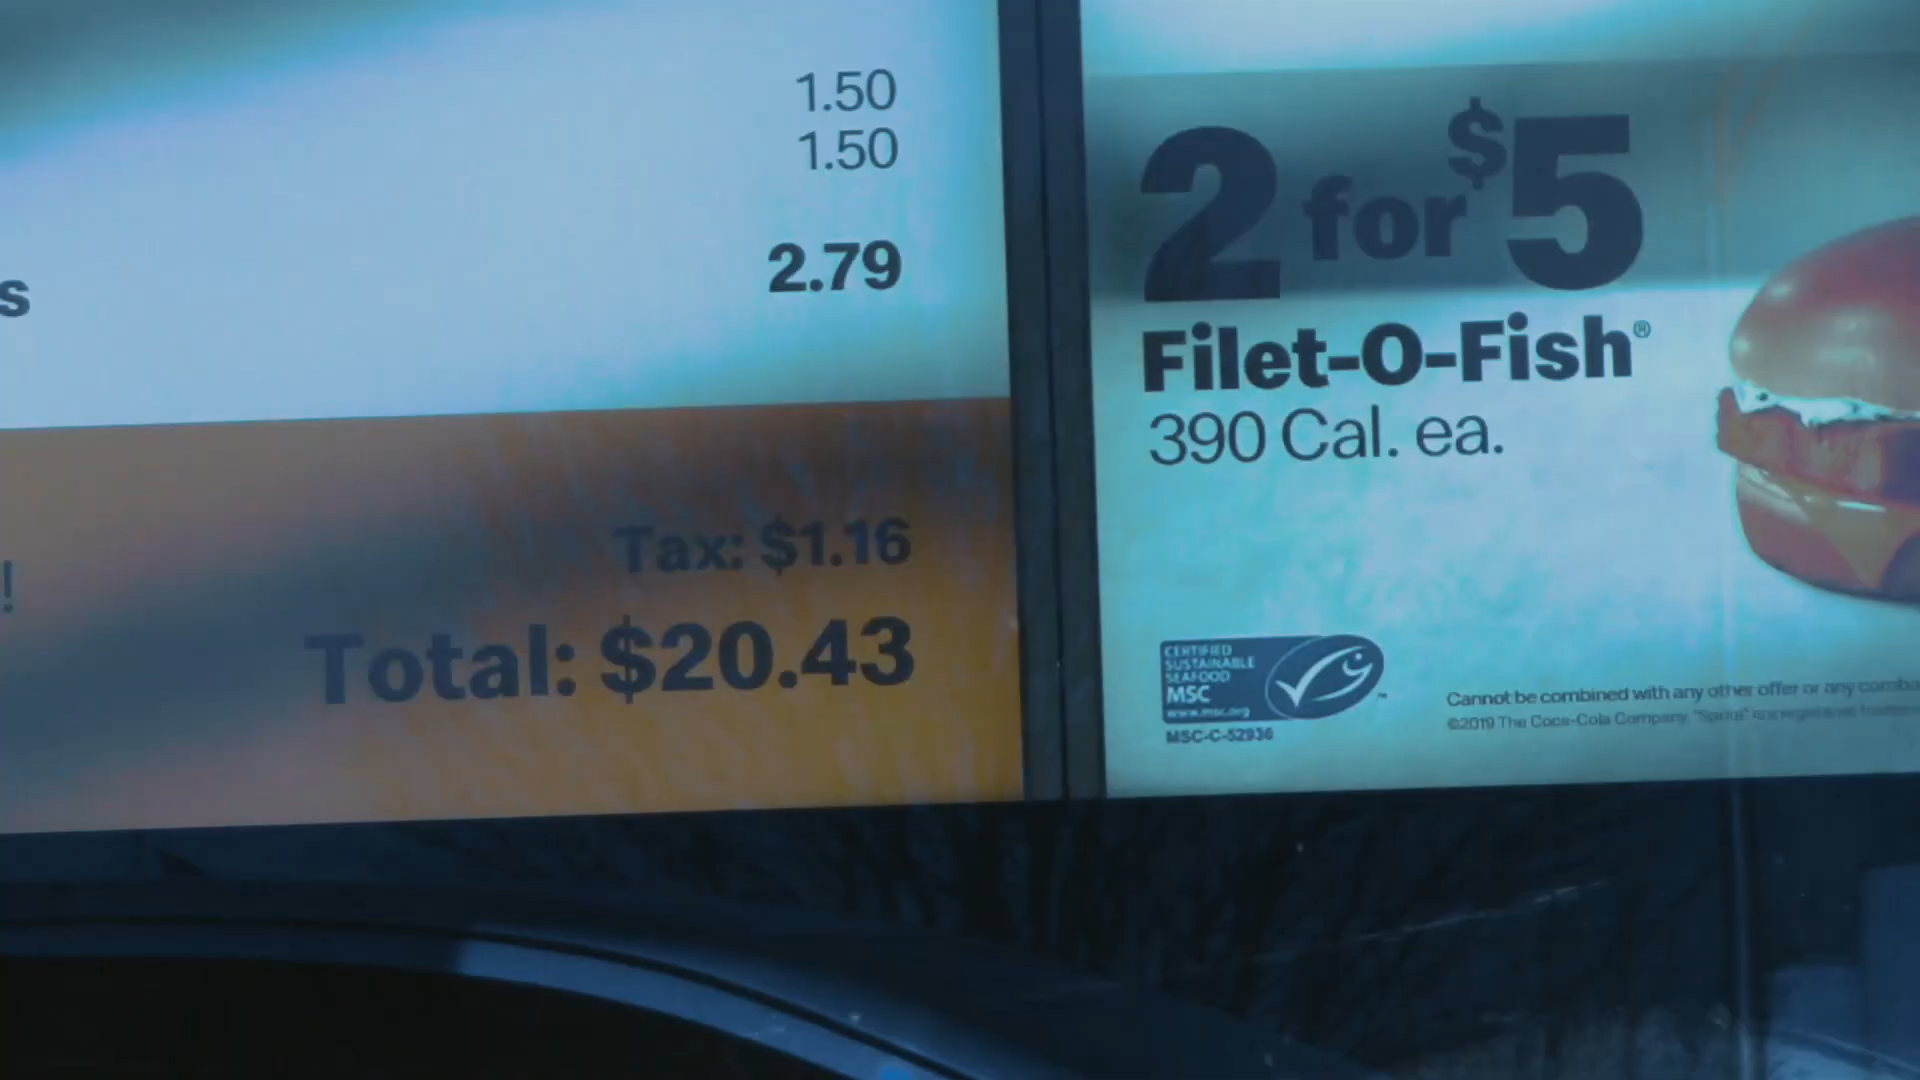 1.50
1.50
s
2.79
!
Tax: $1.16
Total: $20.43
2 for $5
Filet-O-Fish®
390 Cal. ea.
CERTIFIED
SUSTAINABLE
SEAFOOD
MSC
www.msc.org
™
MSC-C-52936
Cannot be combined with any other offer or any
©2019 The Coca-Cola Company. "Sprite"